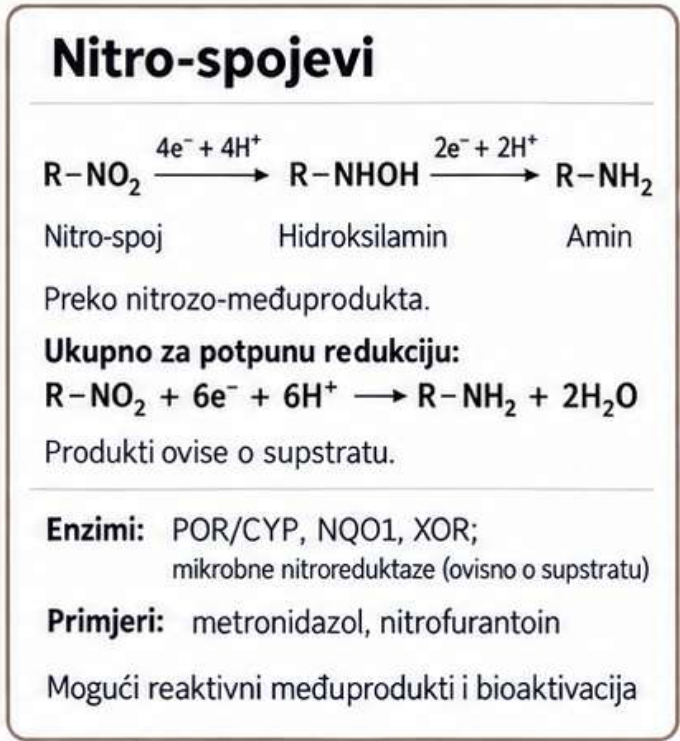 Nitro-spojevi
4e⁻ + 4H⁺ 2e⁻ + 2H⁺
R–NO₂ → R–NHOH → R–NH₂
Nitro-spoj Hidroksilamin Amin
Preko nitrozo-međuprodukta.
Ukupno za potpunu redukciju:
R–NO₂ + 6e⁻ + 6H⁺ → R–NH₂ + 2H₂O
Produkti ovise o supstratu.
Enzimi: POR/CYP, NQO1, XOR;
mikrobne nitroreduktaze (ovisno o supstratu)
Primjeri: metronidazol, nitrofurantoin
Mogući reaktivni međuprodukti i bioaktivacija